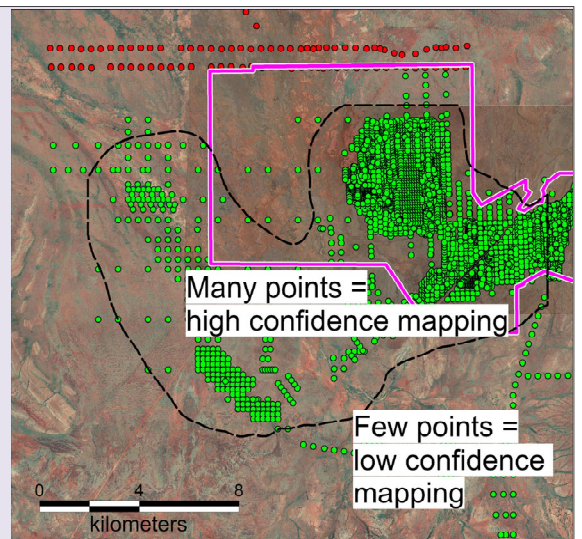 Many points =
high confidence mapping
Few points =
low confidence
mapping
0 4 8
kilometers